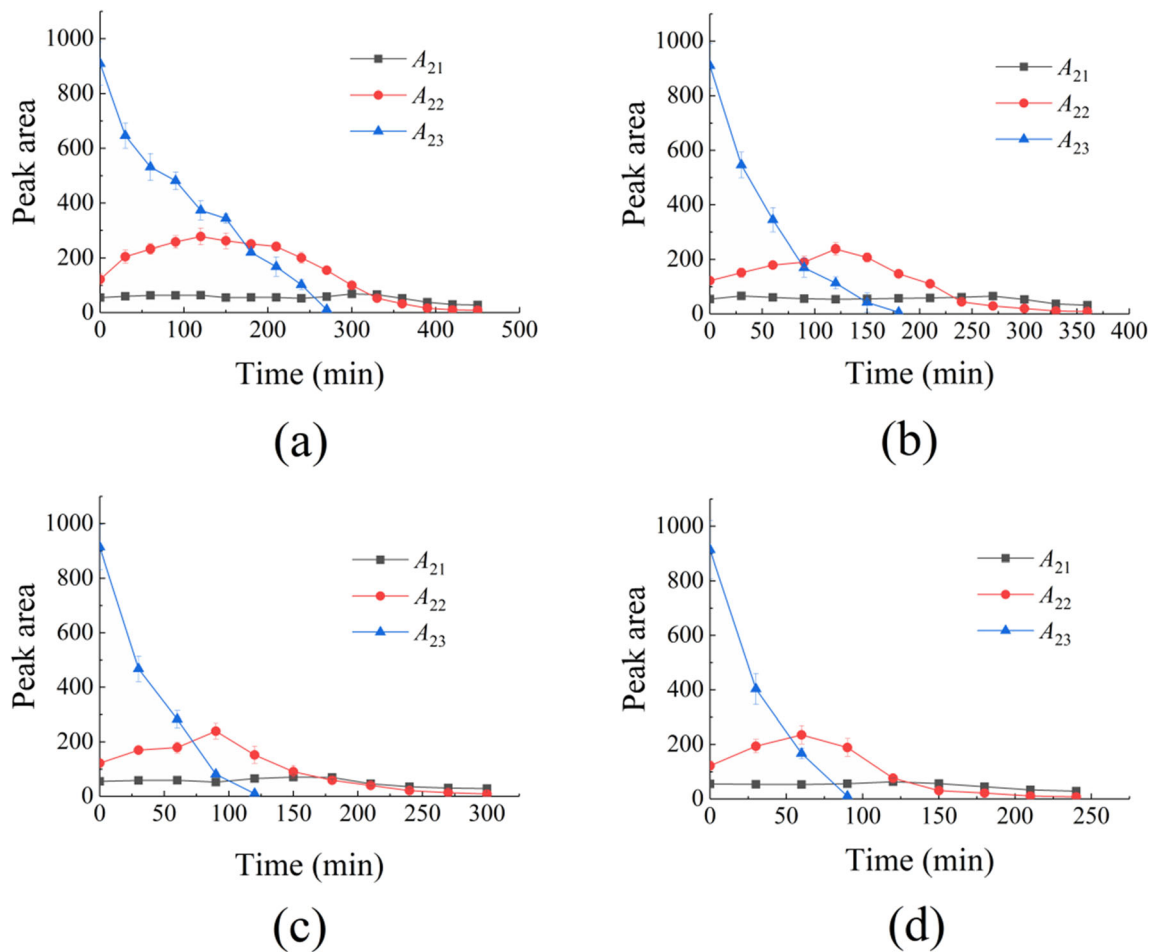 1000
800
600
400
200
0
Peak area
A21
A22
A23
0 100 200 300 400 500
Time (min)
(a)
1000
800
600
400
200
0
Peak area
A21
A22
A23
0 50 100 150 200 250 300 350 400
Time (min)
(b)
1000
800
600
400
200
0
Peak area
A21
A22
A23
0 50 100 150 200 250 300
Time (min)
(c)
1000
800
600
400
200
0
Peak area
A21
A22
A23
0 50 100 150 200 250
Time (min)
(d)